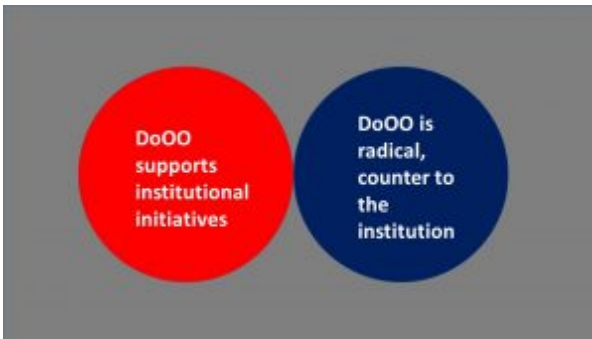 DoOO
supports
institutional
initiatives
DoOO is
radical,
counter to
the
institution